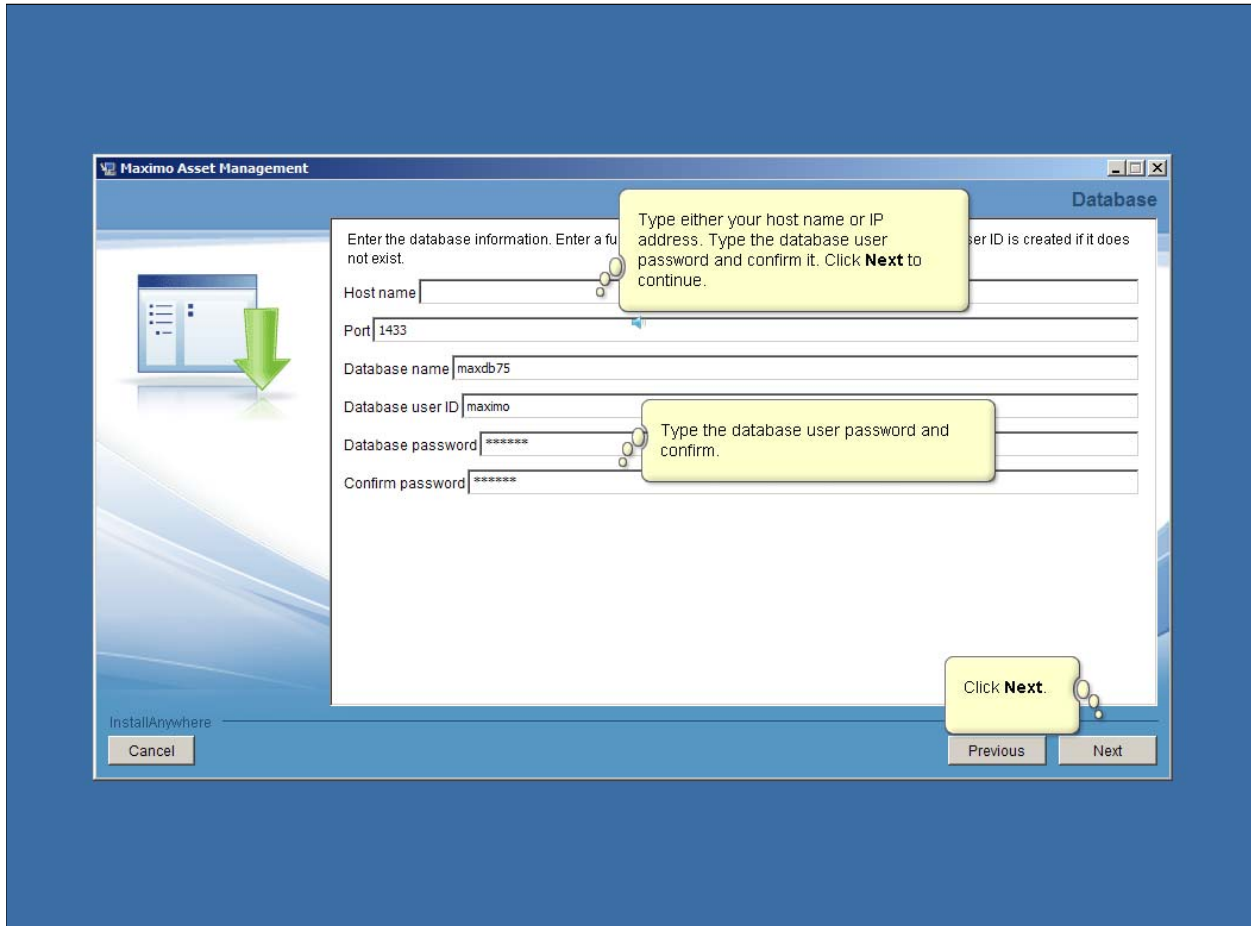 Maximo Asset Management
Database
Type either your host name or IP
address. Type the database user
password and confirm it. Click Next to
continue.
Enter the database information. Enter a fu
ser ID is created if it does
not exist.
Host name
Port 1433
Database name maxdb75
Database user ID maximo
Database password ******
Type the database user password and
confirm.
Confirm password ******
Click Next.
InstallAnywhere
Cancel
Previous
Next